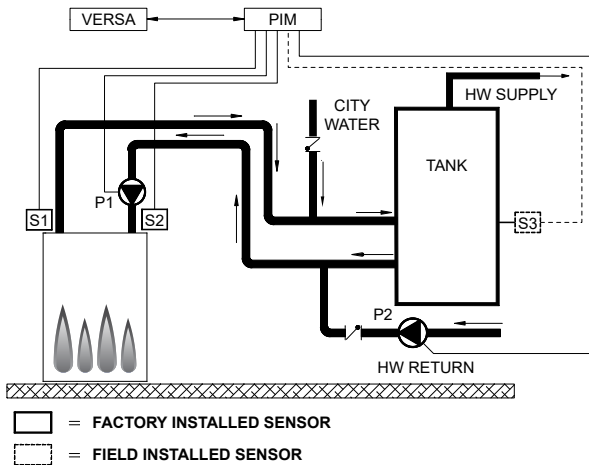 VERSA
PIM
CITY
WATER
HW SUPPLY
TANK
P1
S1
S2
S3
P2
HW RETURN
= FACTORY INSTALLED SENSOR
= FIELD INSTALLED SENSOR